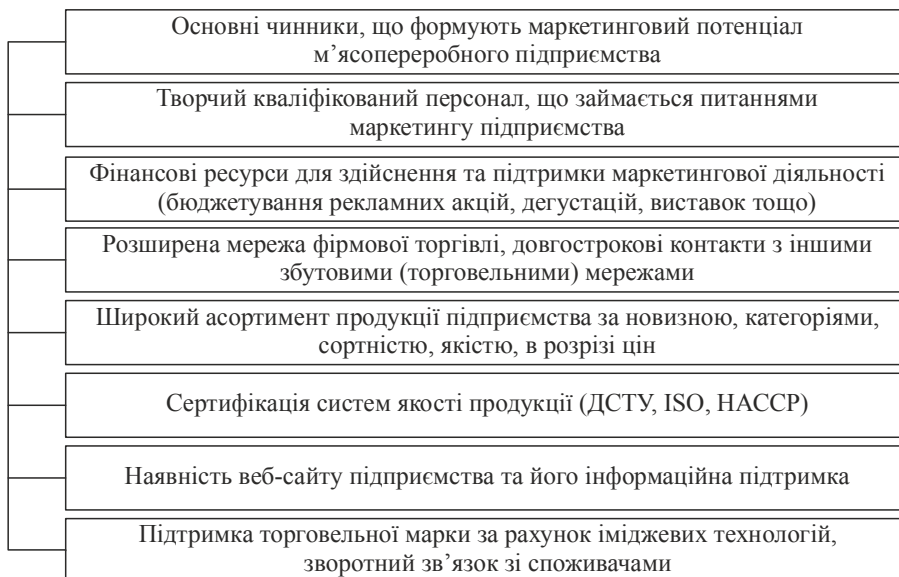 Основні чинники, що формують маркетинговий потенціал
м’ясопереробного підприємства
Творчий кваліфікований персонал, що займається питаннями
маркетингу підприємства
Фінансові ресурси для здійснення та підтримки маркетингової діяльності
(бюджетування рекламних акцій, дегустацій, виставок тощо)
Розширена мережа фірмової торгівлі, довгострокові контакти з іншими
збутовими (торговельними) мережами
Широкий асортимент продукції підприємства за новизною, категоріями,
сортністю, якістю, в розрізі цін
Сертифікація систем якості продукції (ДСТУ, ISO, НАССР)
Наявність веб-сайту підприємства та його інформаційна підтримка
Підтримка торговельної марки за рахунок іміджевих технологій,
зворотний зв’язок зі споживачами